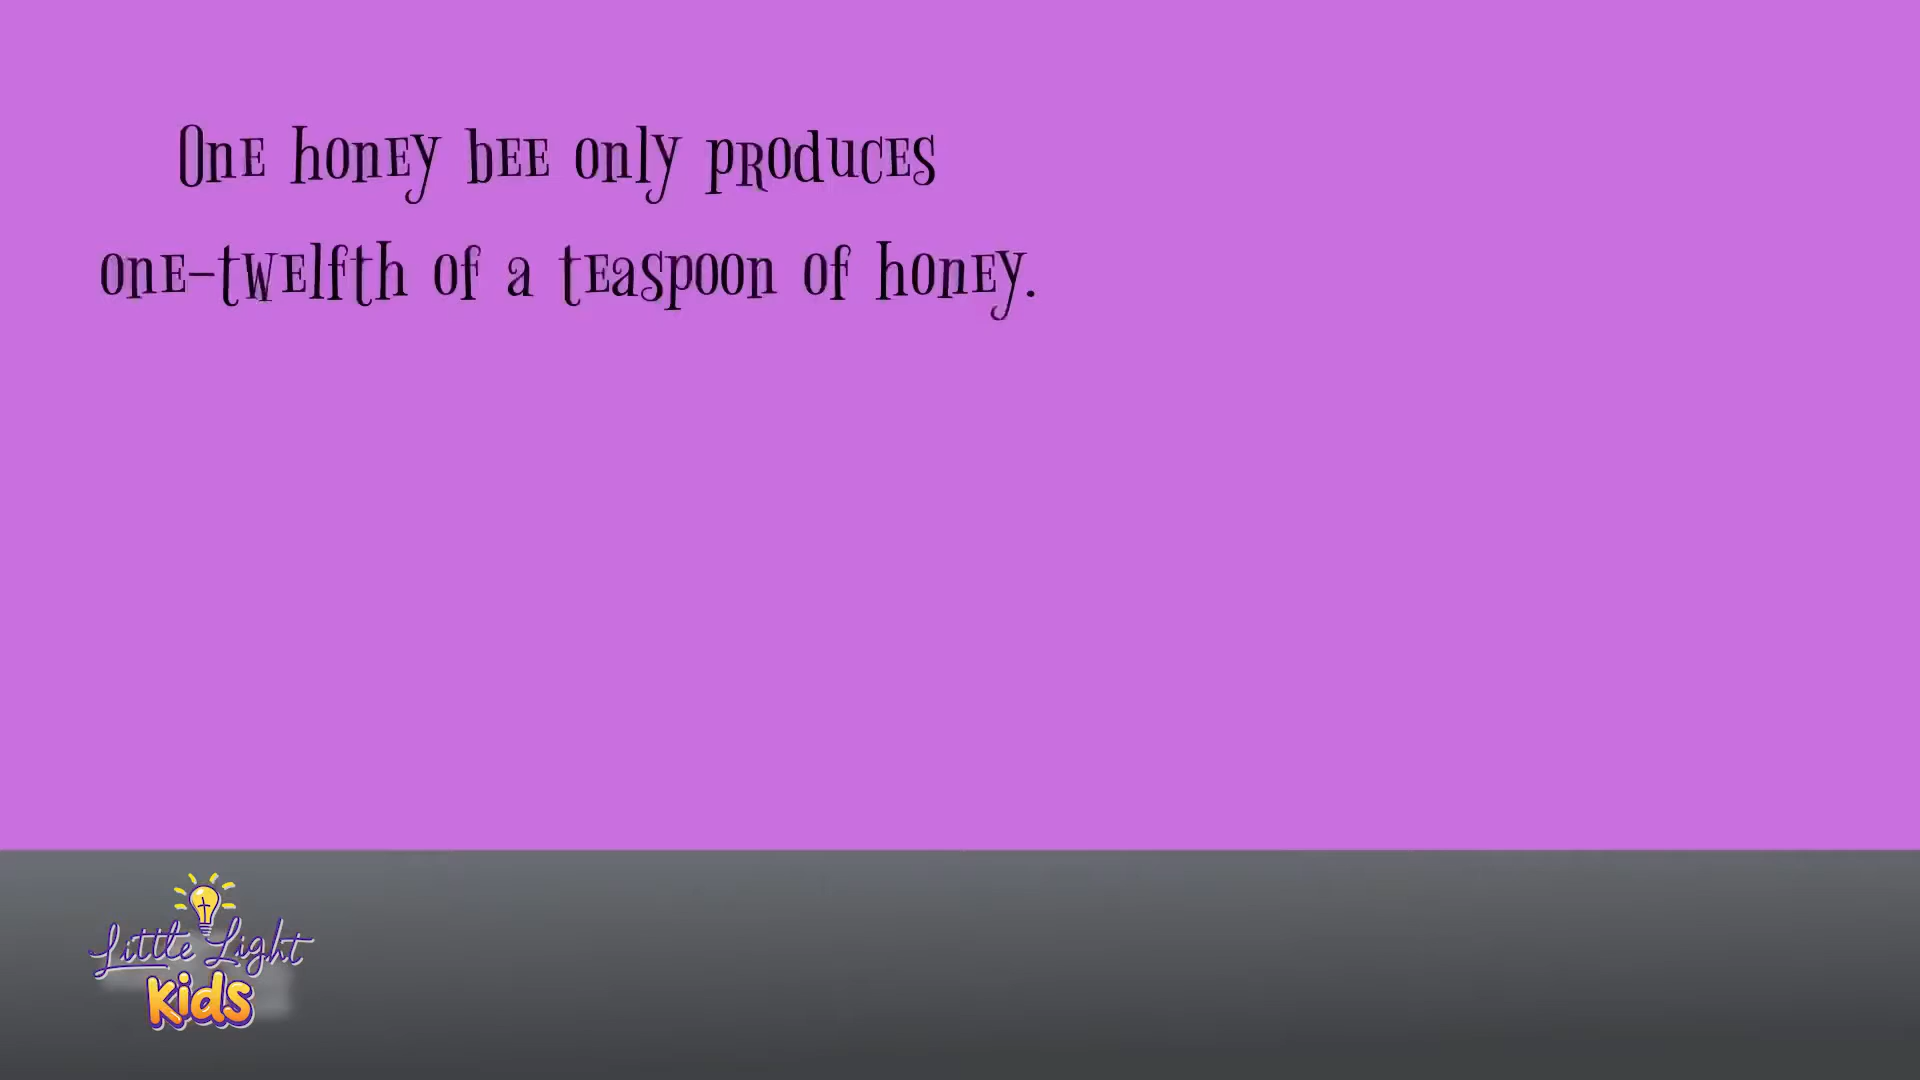 One honey bee only produces
one-twelfth of a teaspoon of honey.
Little Light
Kids